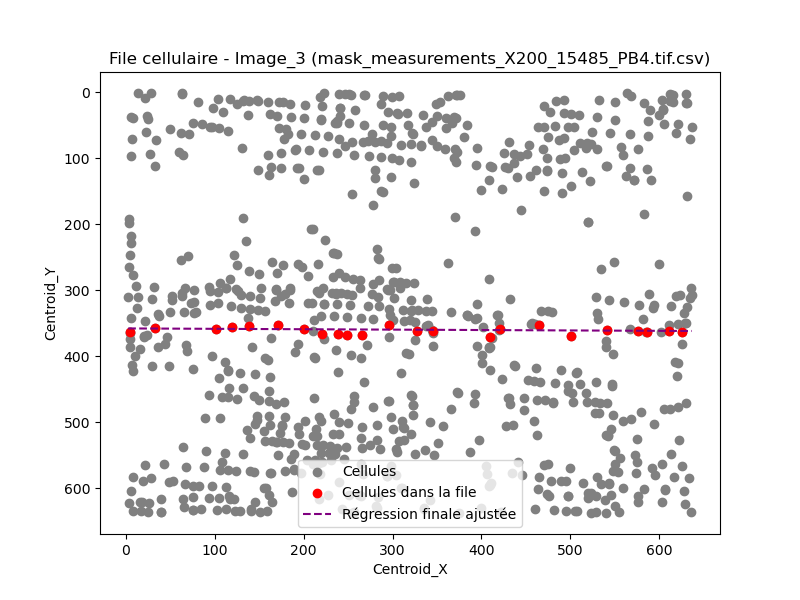 File cellulaire - Image_3 (mask_measurements_X200_15485_PB4.tif.csv)
0
100
200
300
400
500
600
Centroid_Y
Cellules
Cellules dans la file
Régression finale ajustée
0 100 200 300 400 500 600
Centroid_X